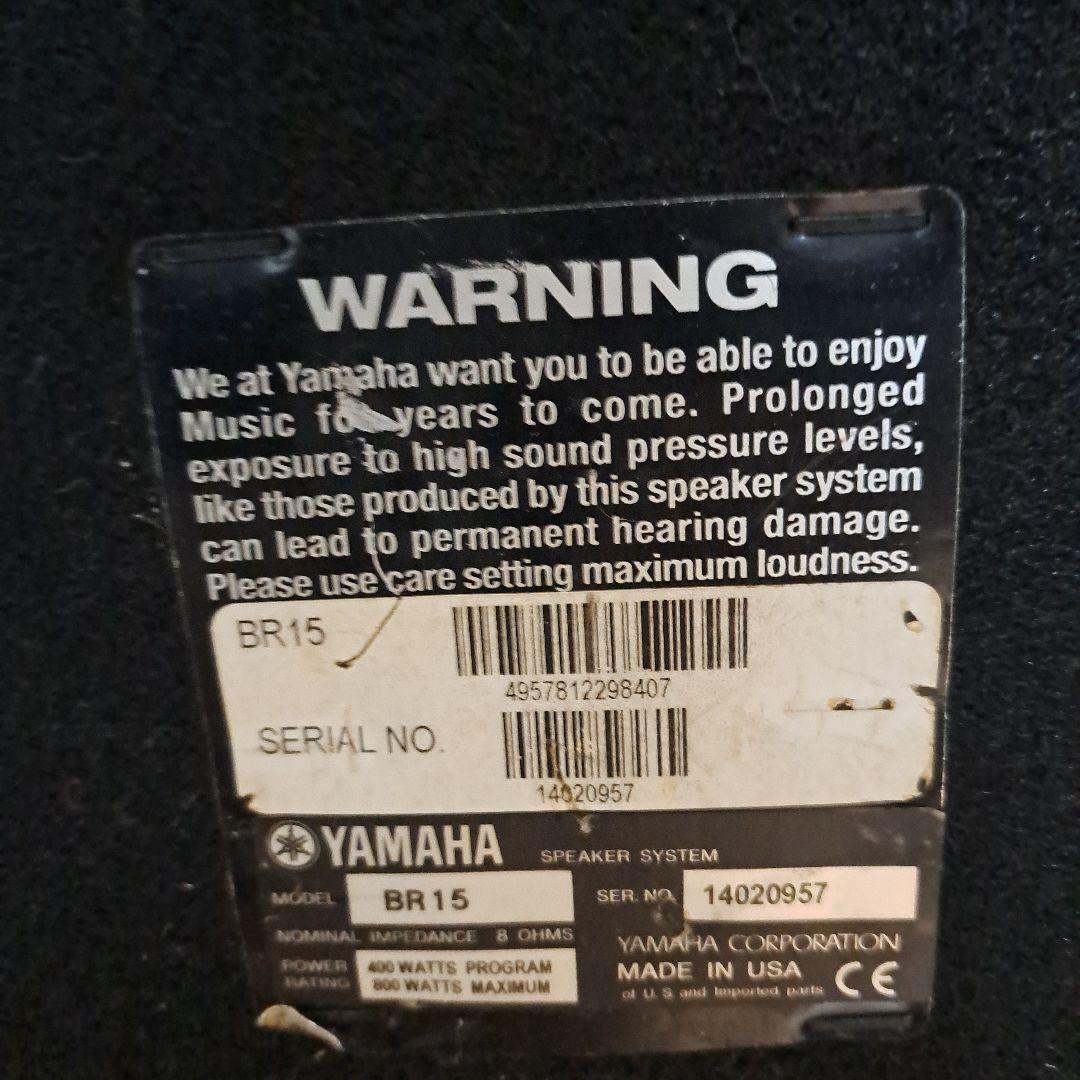 WARNING
We at Yamaha want you to be able to enjoy
Music for years to come. Prolonged
exposure to high sound pressure levels,
like those produced by this speaker system
can lead to permanent hearing damage.
Please use care setting maximum loudness.
BR15
4957812298407
SERIAL NO.
14020957
YAMAHA SPEAKER SYSTEM
MODEL BR15 SER. NO. 14020957
NOMINAL IMPEDANCE 8 OHMS
YAMAHA CORPORATION
POWER RATING 400 WATTS PROGRAM
800 WATTS MAXIMUM
MADE IN USA CE
of U.S and Imported parts